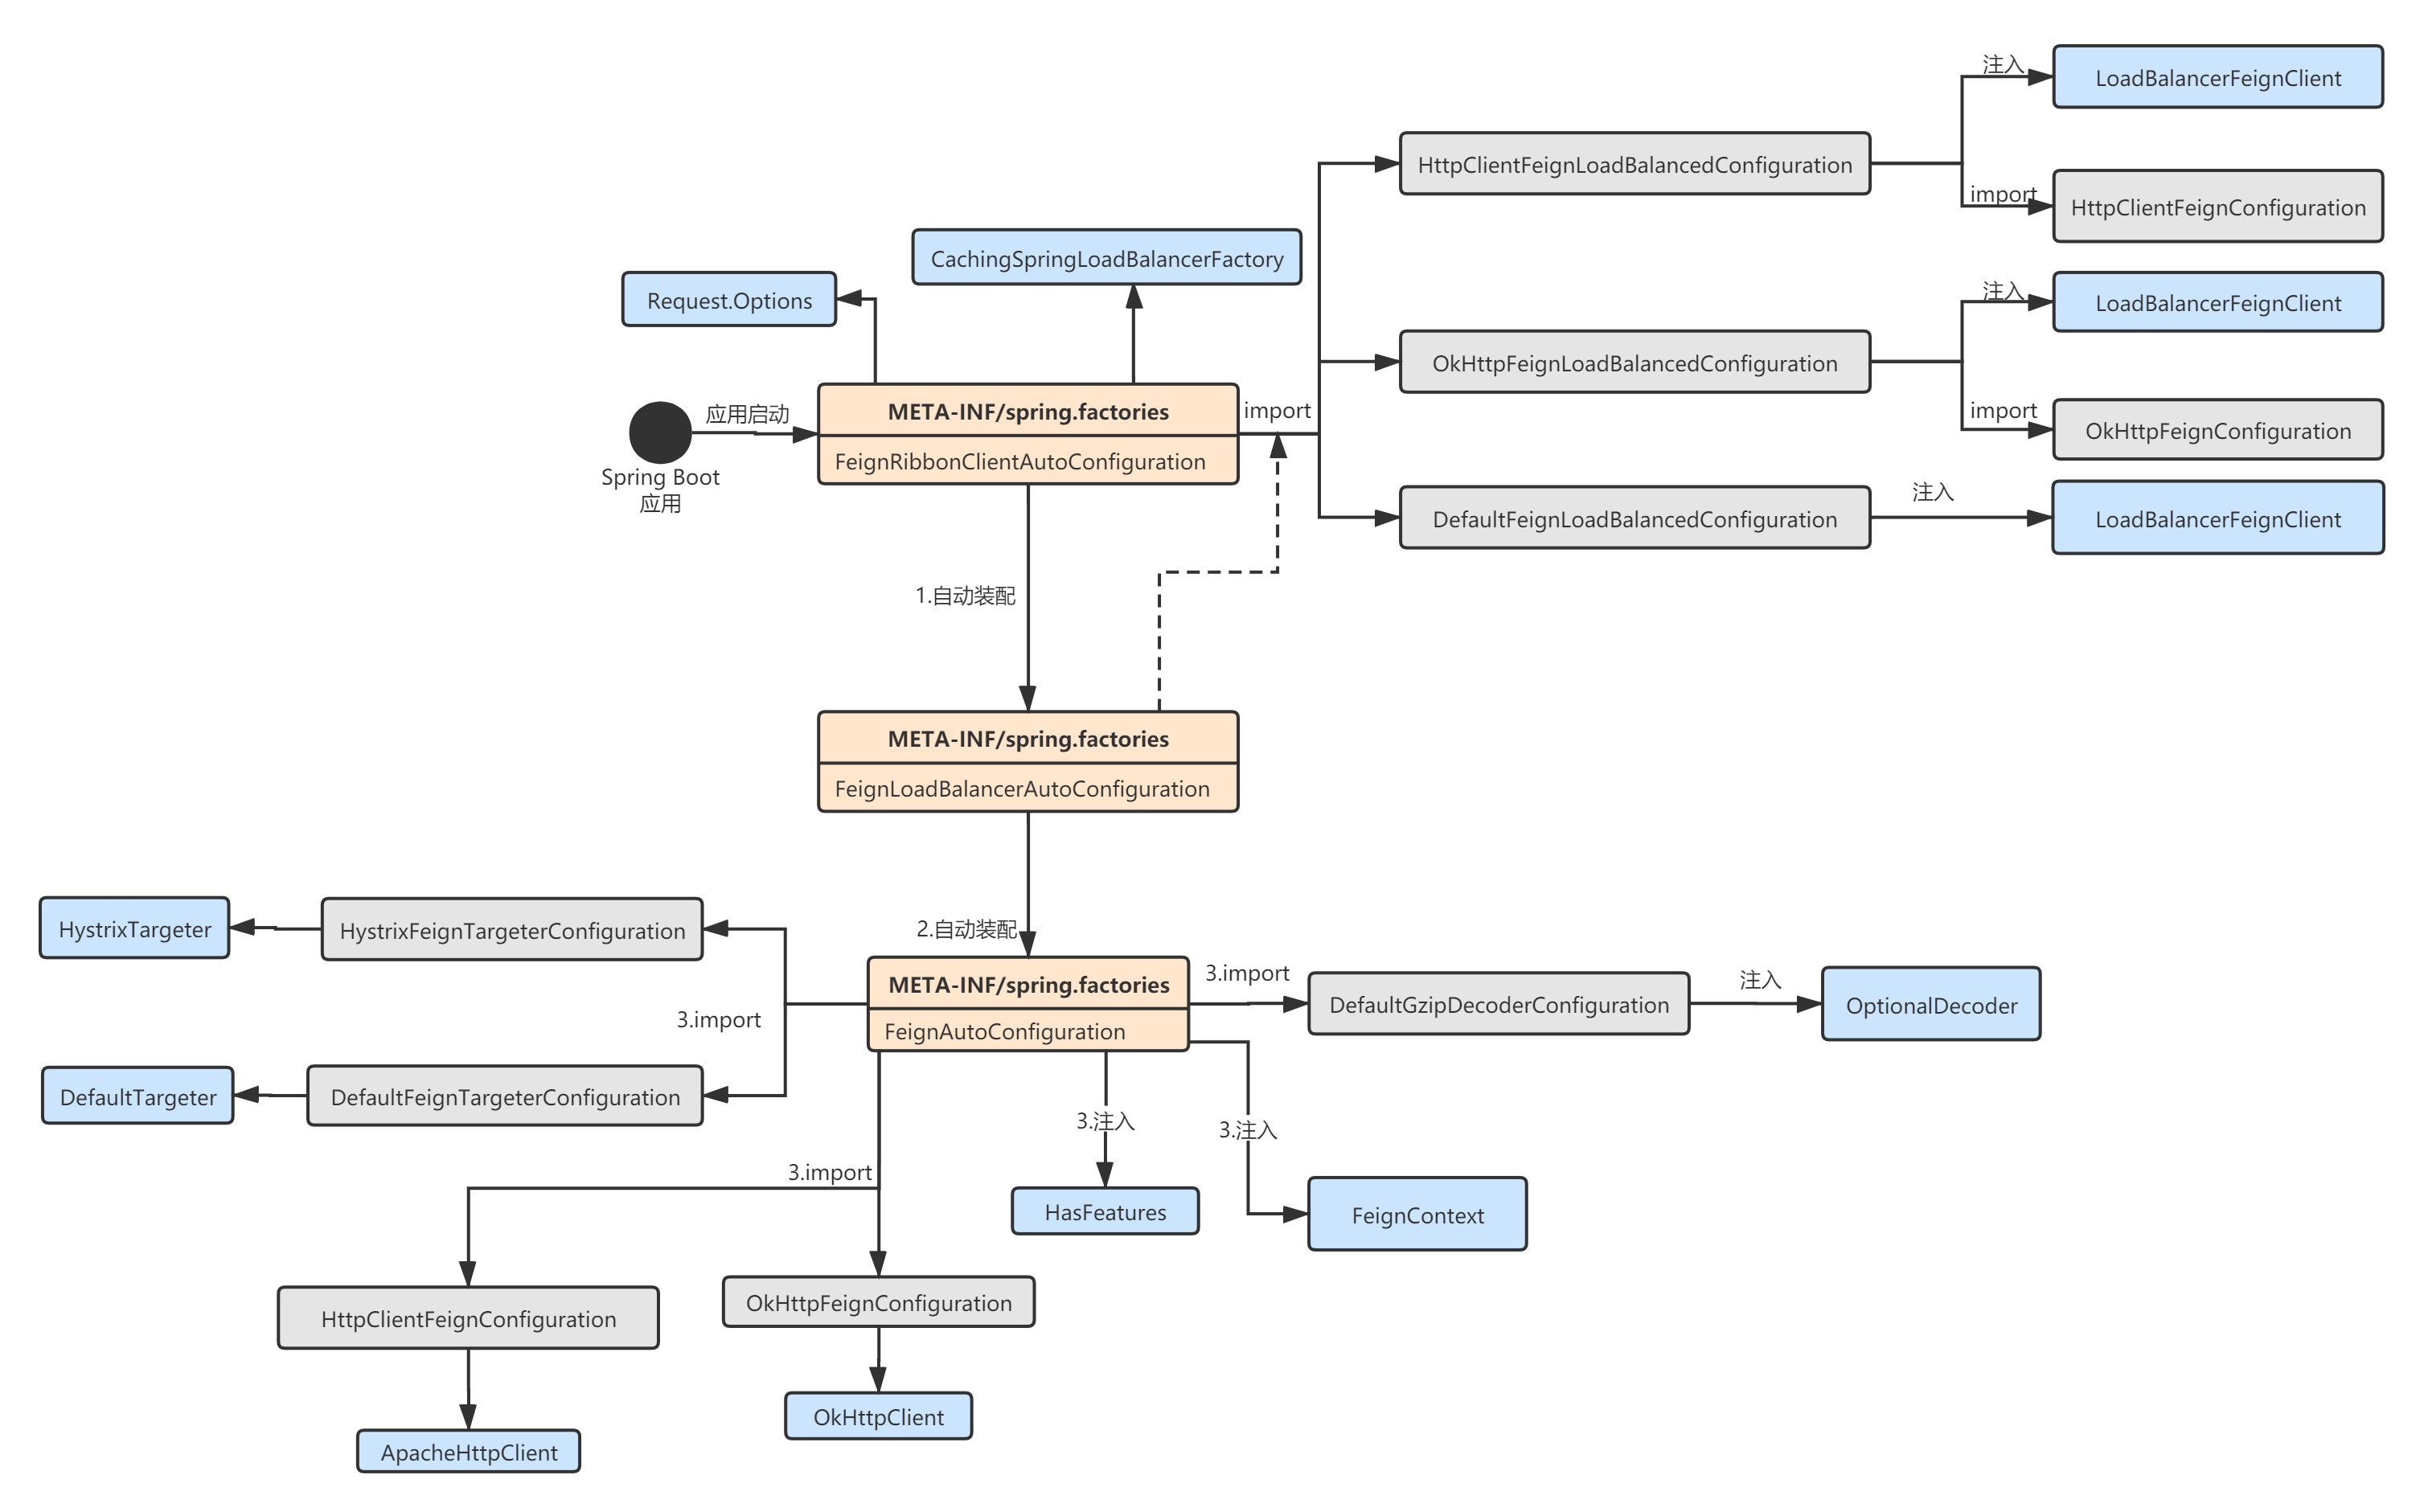 注入
LoadBalancerFeignClient
HttpClientFeignLoadBalancedConfiguration
import
HttpClientFeignConfiguration
CachingSpringLoadBalancerFactory
Request.Options
注入
LoadBalancerFeignClient
OkHttpFeignLoadBalancedConfiguration
import
OkHttpFeignConfiguration
应用启动
META-INF/spring.factories
import
FeignRibbonClientAutoConfiguration
Spring Boot
应用
DefaultFeignLoadBalancedConfiguration
注入
LoadBalancerFeignClient
1.自动装配
META-INF/spring.factories
FeignLoadBalancerAutoConfiguration
HystrixTargeter
HystrixFeignTargeterConfiguration
2.自动装配
META-INF/spring.factories
FeignAutoConfiguration
3.import
DefaultGzipDecoderConfiguration
注入
OptionalDecoder
3.import
DefaultTargeter
DefaultFeignTargeterConfiguration
3.注入
3.注入
3.import
HasFeatures
FeignContext
HttpClientFeignConfiguration
OkHttpFeignConfiguration
OkHttpClient
ApacheHttpClient